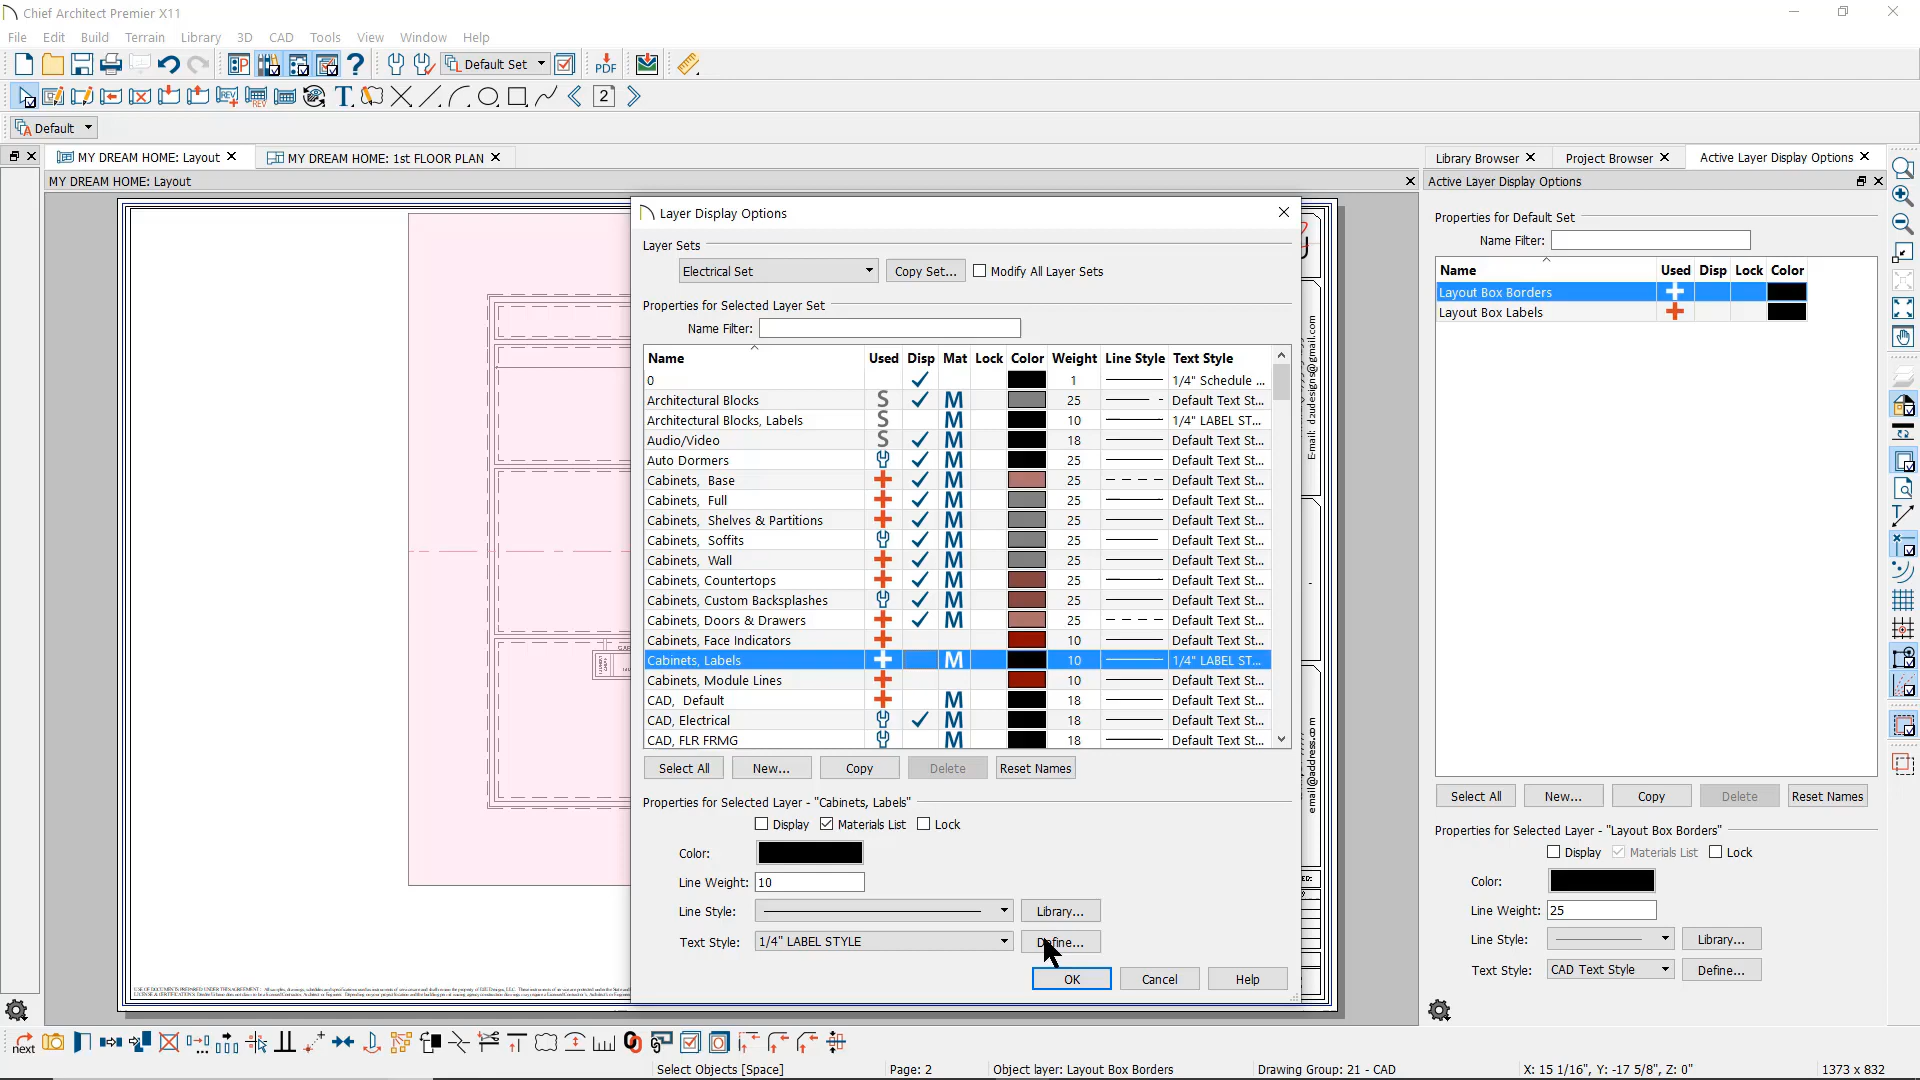 Chief Architect Premier X11
File Edit Build Terrain Library 3D CAD Tools View Window Help
Default Set
PDF
2
Default
MY DREAM HOME: Layout
MY DREAM HOME: 1st FLOOR PLAN
Library Browser
Project Browser
Active Layer Display Options
MY DREAM HOME: Layout
Active Layer Display Options
Layer Display Options
Layer Sets
Electrical Set
Copy Set...
Modify All Layer Sets
Properties for Selected Layer Set
Name Filter:
Name Used Disp Mat Lock Color Weight Line Style Text Style
0 1 1/4" Schedule ...
Architectural Blocks S M 25 Default Text St...
Architectural Blocks, Labels S M 10 1/4" LABEL ST...
Audio/Video S M 18 Default Text St...
Auto Dormers M 25 Default Text St...
Cabinets, Base M 25 Default Text St...
Cabinets, Full M 25 Default Text St...
Cabinets, Shelves & Partitions M 25 Default Text St...
Cabinets, Soffits M 25 Default Text St...
Cabinets, Wall M 25 Default Text St...
Cabinets, Countertops M 25 Default Text St...
Cabinets, Custom Backsplashes M 25 Default Text St...
Cabinets, Doors & Drawers M 25 Default Text St...
Cabinets, Face Indicators 10 Default Text St...
Cabinets, Labels M 10 1/4" LABEL ST...
Cabinets, Module Lines 10 Default Text St...
CAD, Default M 18 Default Text St...
CAD, Electrical M 18 Default Text St...
CAD, FLR FRMG M 18 Default Text St...
Select All New... Copy Delete Reset Names
Properties for Selected Layer - "Cabinets, Labels"
Display Materials List Lock
Color:
Line Weight: 10
Line Style: Library...
Text Style: 1/4" LABEL STYLE Define...
OK Cancel Help
E-mail: dzudesigns@gmail.com
email@address.com
Properties for Default Set
Name Filter:
Name Used Disp Lock Color
Layout Box Borders
Layout Box Labels
Select All New... Copy Delete Reset Names
Properties for Selected Layer - "Layout Box Borders"
Display Materials List Lock
Color:
Line Weight: 25
Line Style: Library...
Text Style: CAD Text Style Define...
next
Select Objects [Space] Page: 2 Object layer: Layout Box Borders Drawing Group: 21 - CAD X: 15 1/16", Y: -17 5/8", Z: 0" 1373 x 832